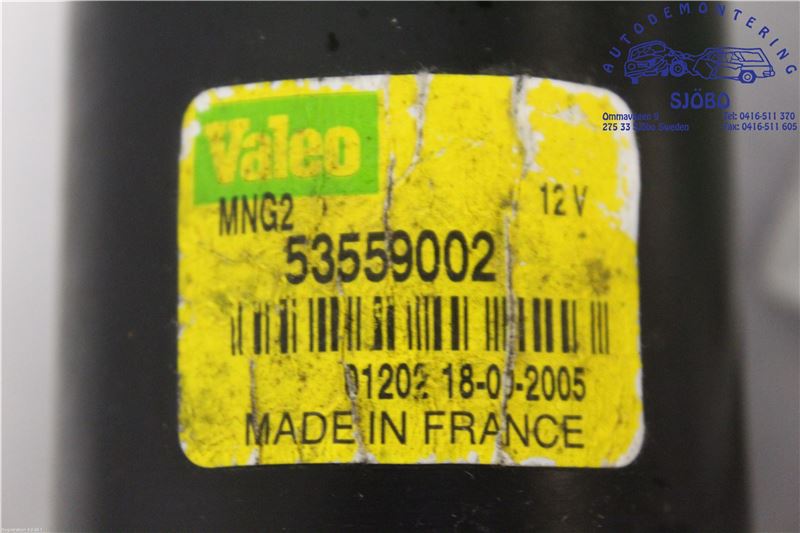 AUTODEMONTERING
SJÖBO
Ommavägen 9 Tel: 0416-511 370
275 33 Sjöbo Sweden Fax: 0416-511 605
Valeo
MNG2 12 V
53559002
18-0-2005
MADE IN FRANCE